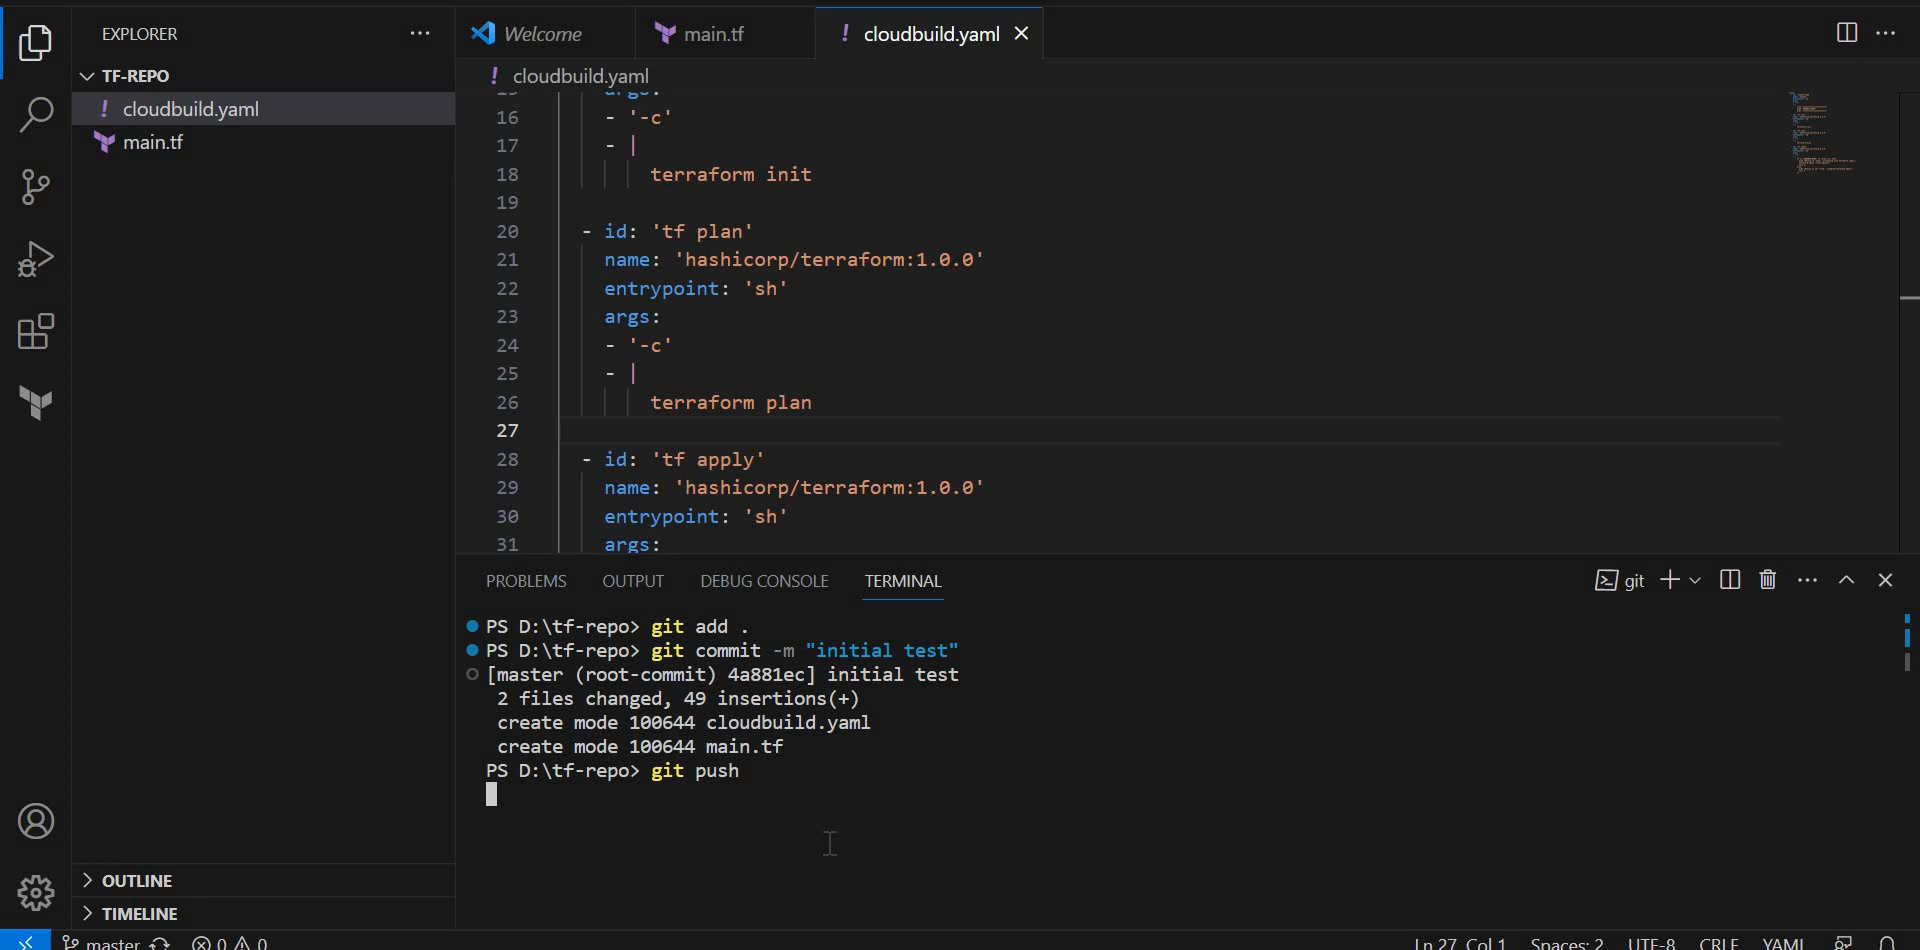 EXPLORER
TF-REPO
cloudbuild.yaml
main.tf
OUTLINE
TIMELINE
Welcome
main.tf
! cloudbuild.yaml
! cloudbuild.yaml
15 args:
16 - '-c'
17 - |
18 terraform init
19
20 - id: 'tf plan'
21 name: 'hashicorp/terraform:1.0.0'
22 entrypoint: 'sh'
23 args:
24 - '-c'
25 - |
26 terraform plan
27
28 - id: 'tf apply'
29 name: 'hashicorp/terraform:1.0.0'
30 entrypoint: 'sh'
31 args:
PROBLEMS OUTPUT DEBUG CONSOLE TERMINAL
git
PS D:\tf-repo> git add .
PS D:\tf-repo> git commit -m "initial test"
[master (root-commit) 4a881ec] initial test
2 files changed, 49 insertions(+)
create mode 100644 cloudbuild.yaml
create mode 100644 main.tf
PS D:\tf-repo> git push
master 0 0 Ln 27, Col 1 Spaces: 2 UTF-8 CRLF YAML